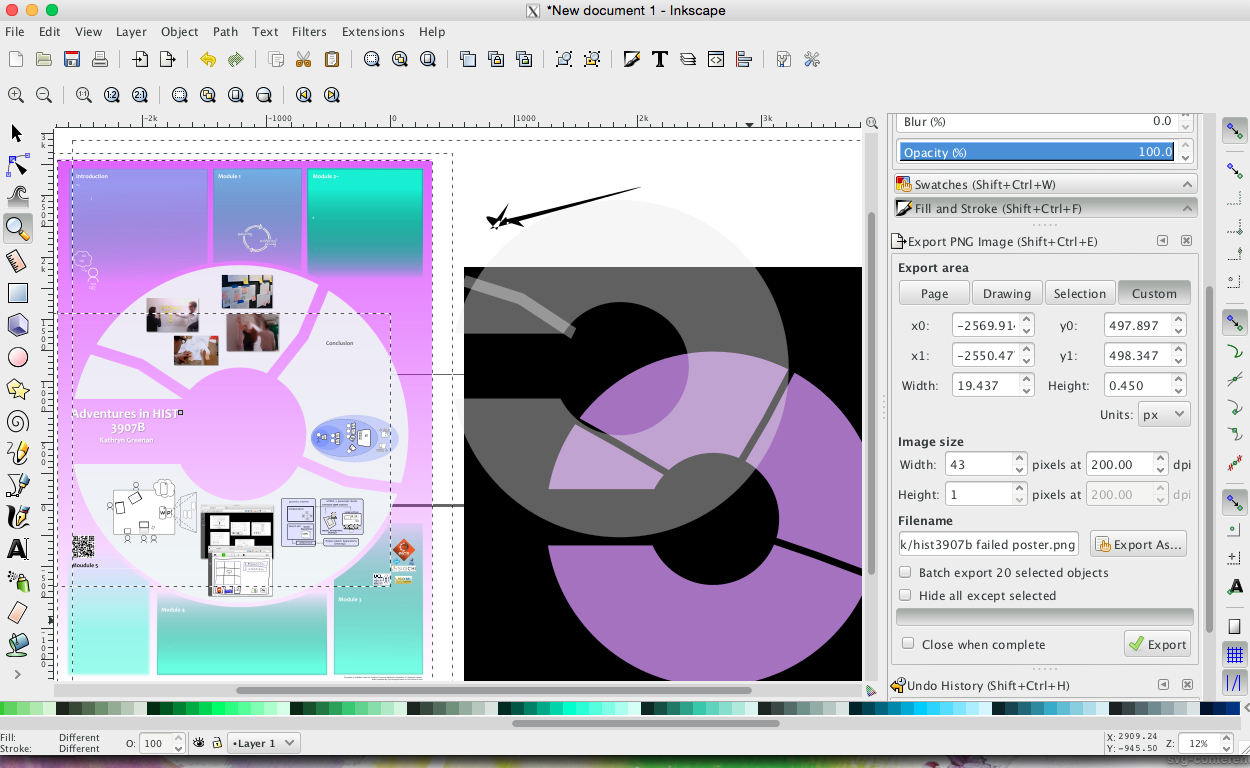 *New document 1 - Inkscape
File Edit View Layer Object Path Text Filters Extensions Help
-2k -1000 0 1000 2k 3k
Blur (%) 0.0
Opacity (%) 100.0
Swatches (Shift+Ctrl+W)
Fill and Stroke (Shift+Ctrl+F)
Export PNG Image (Shift+Ctrl+E)
Export area
Page Drawing Selection Custom
x0: -2569.91 y0: 497.897
x1: -2550.47 y1: 498.347
Width: 19.437 Height: 0.450
Units: px
Image size
Width: 43 pixels at 200.00 dpi
Height: 1 pixels at 200.00 dpi
Filename
k/hist3907b failed poster.png Export As...
Batch export 20 selected objects
Hide all except selected
Close when complete Export
Undo History (Shift+Ctrl+H)
Introduction
Module 1
Module 2-
Conclusion
Adventures in HIST
3907B
Kathryn Greenan
Module 5
Module 4
Module 3
Fill: Different
Stroke: Different
O: 100
•Layer 1
X: 2909.24
Y: -945.50
Z: 12%